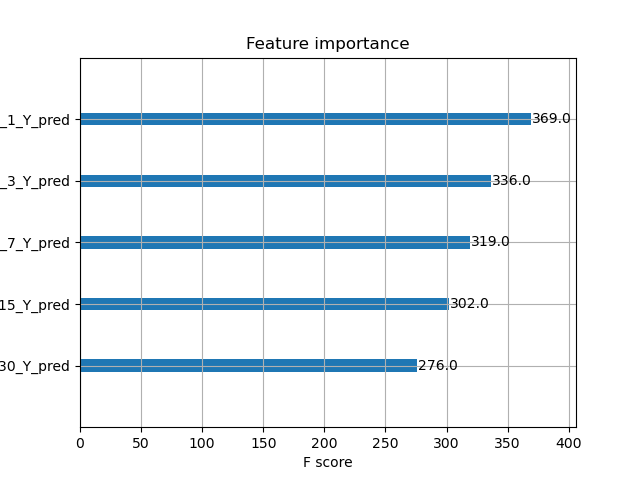 Feature importance
_1_Y_pred
369.0
_3_Y_pred
336.0
_7_Y_pred
319.0
15_Y_pred
302.0
30_Y_pred
276.0
0 50 100 150 200 250 300 350 400
F score